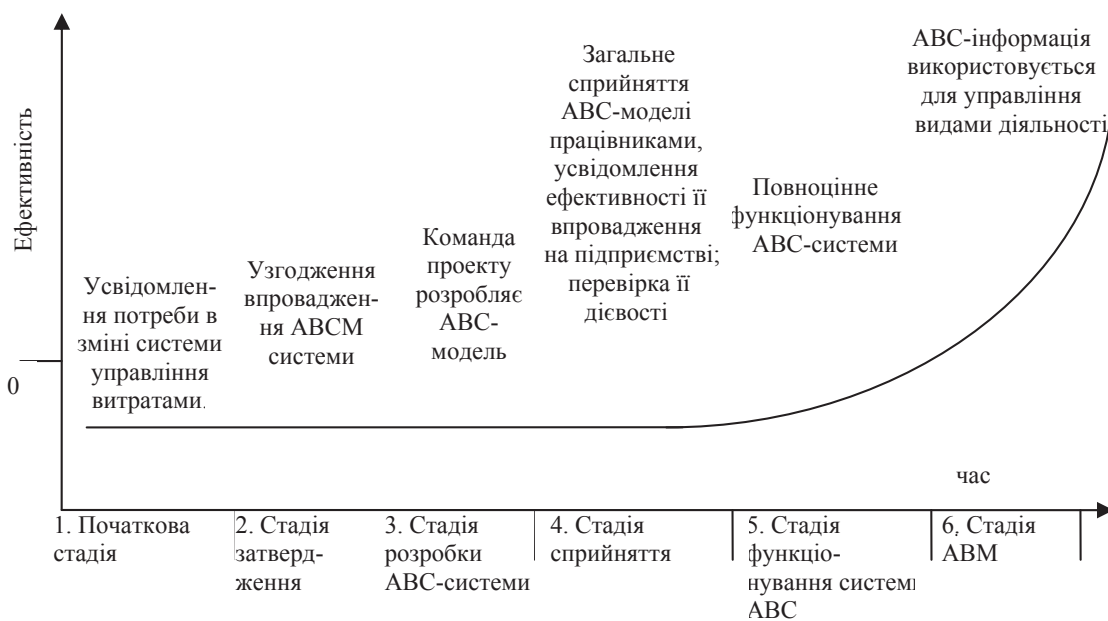 Ефективність
0
Усвідомлен-
ня потреби в
зміні системи
управління
витратами.
Узгодження
впроваджен-
ня АВСМ
системи
Команда
проекту
розробляє
АВС-
модель
Загальне
сприйняття
АВС-моделі
працівниками,
усвідомлення
ефективності її
впровадження
на підприємстві;
перевірка її
дієвості
Повноцінне
функціонування
АВС-системи
АВС-інформація
використовується
для управління
видами діяльності
час
1. Початкова
стадія
2. Стадія
затверд-
ження
3. Стадія
розробки
АВС-системи
4. Стадія
сприйняття
5. Стадія
функціо-
нування системи
АВС
6. Стадія
АВМ